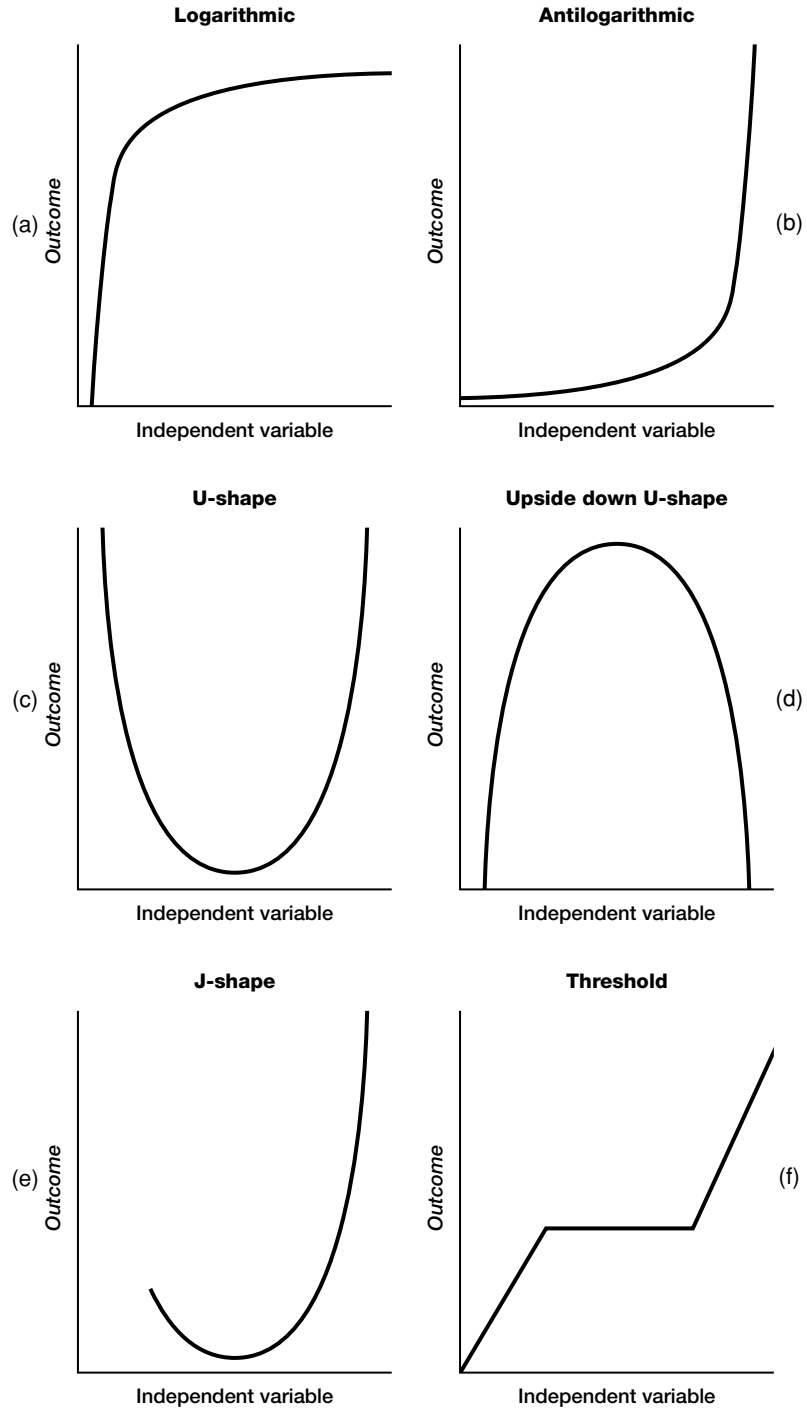 Logarithmic
Outcome
(a)
Independent variable
Antilogarithmic
Outcome
(b)
Independent variable
U-shape
Outcome
(c)
Independent variable
Upside down U-shape
Outcome
(d)
Independent variable
J-shape
Outcome
(e)
Independent variable
Threshold
Outcome
(f)
Independent variable